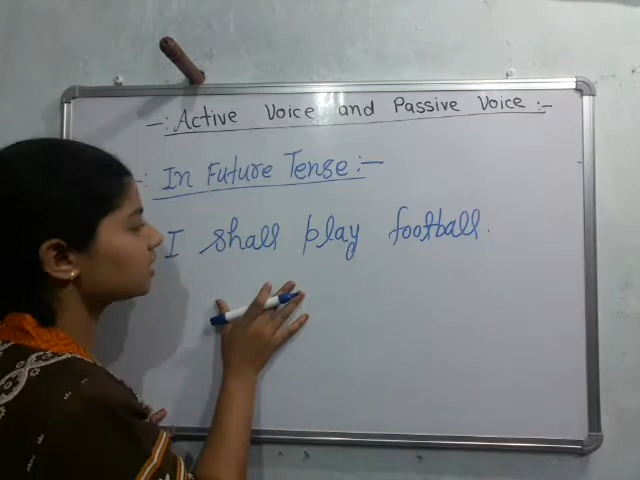 -: Active Voice and Passive Voice :-
: In Future Tense :-
I shall play football.